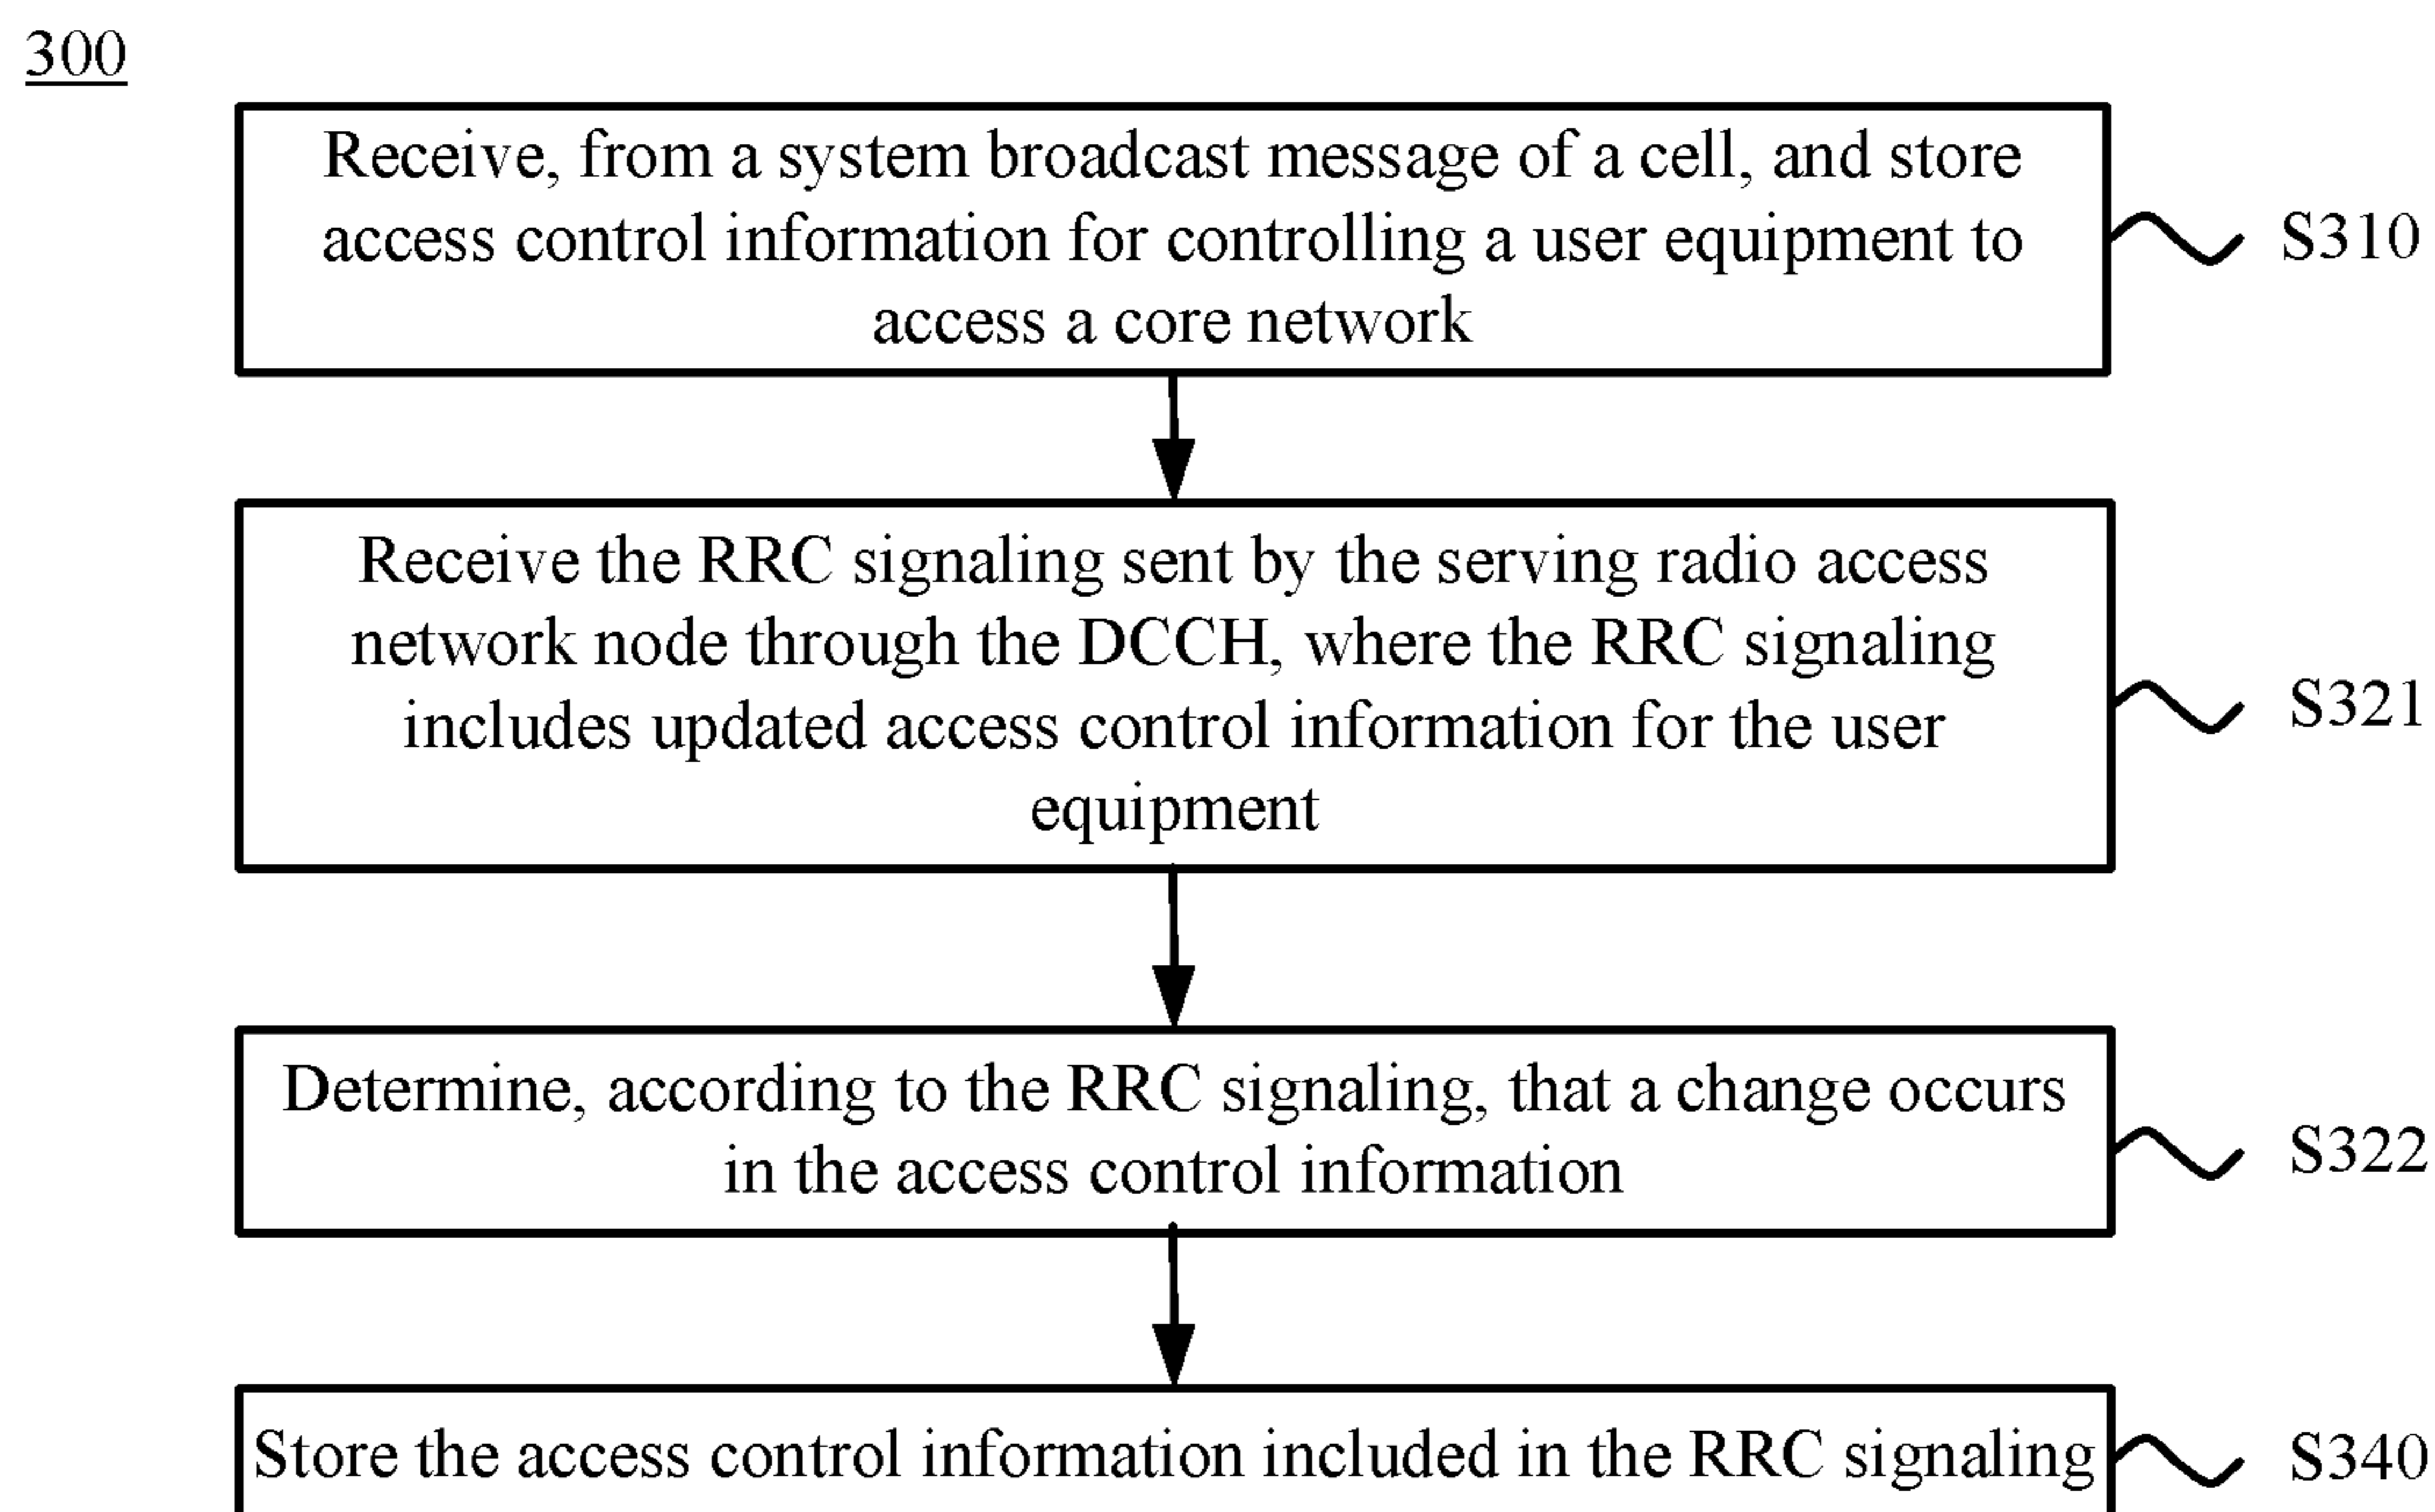 300
Receive, from a system broadcast message of a cell, and store
access control information for controlling a user equipment to
access a core network
S310
Receive the RRC signaling sent by the serving radio access
network node through the DCCH, where the RRC signaling
includes updated access control information for the user
equipment
S321
Determine, according to the RRC signaling, that a change occurs
in the access control information
S322
Store the access control information included in the RRC signaling
S340